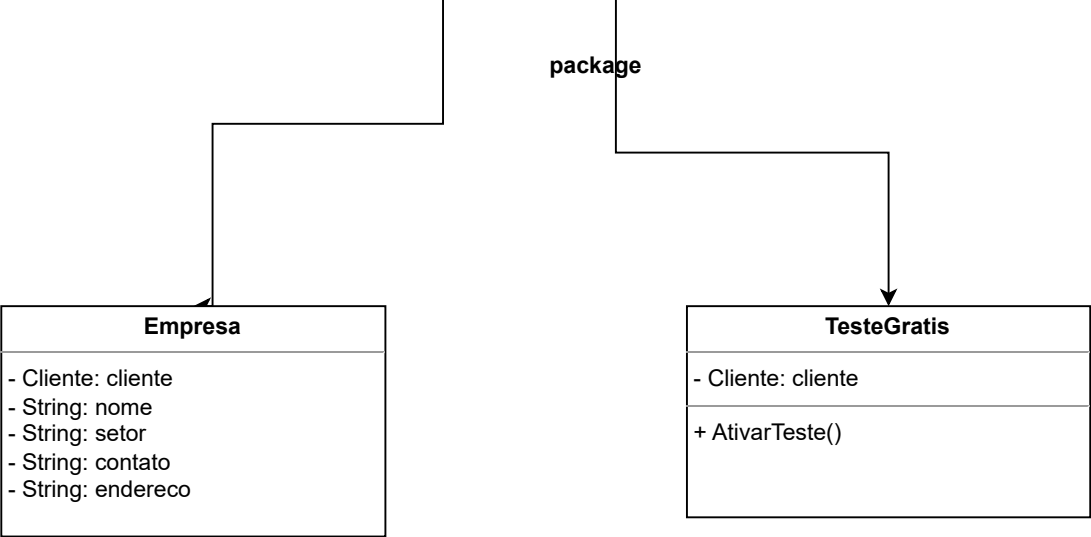 package
Empresa
- Cliente: cliente
- String: nome
- String: setor
- String: contato
- String: endereco
TesteGratis
- Cliente: cliente
+ AtivarTeste()